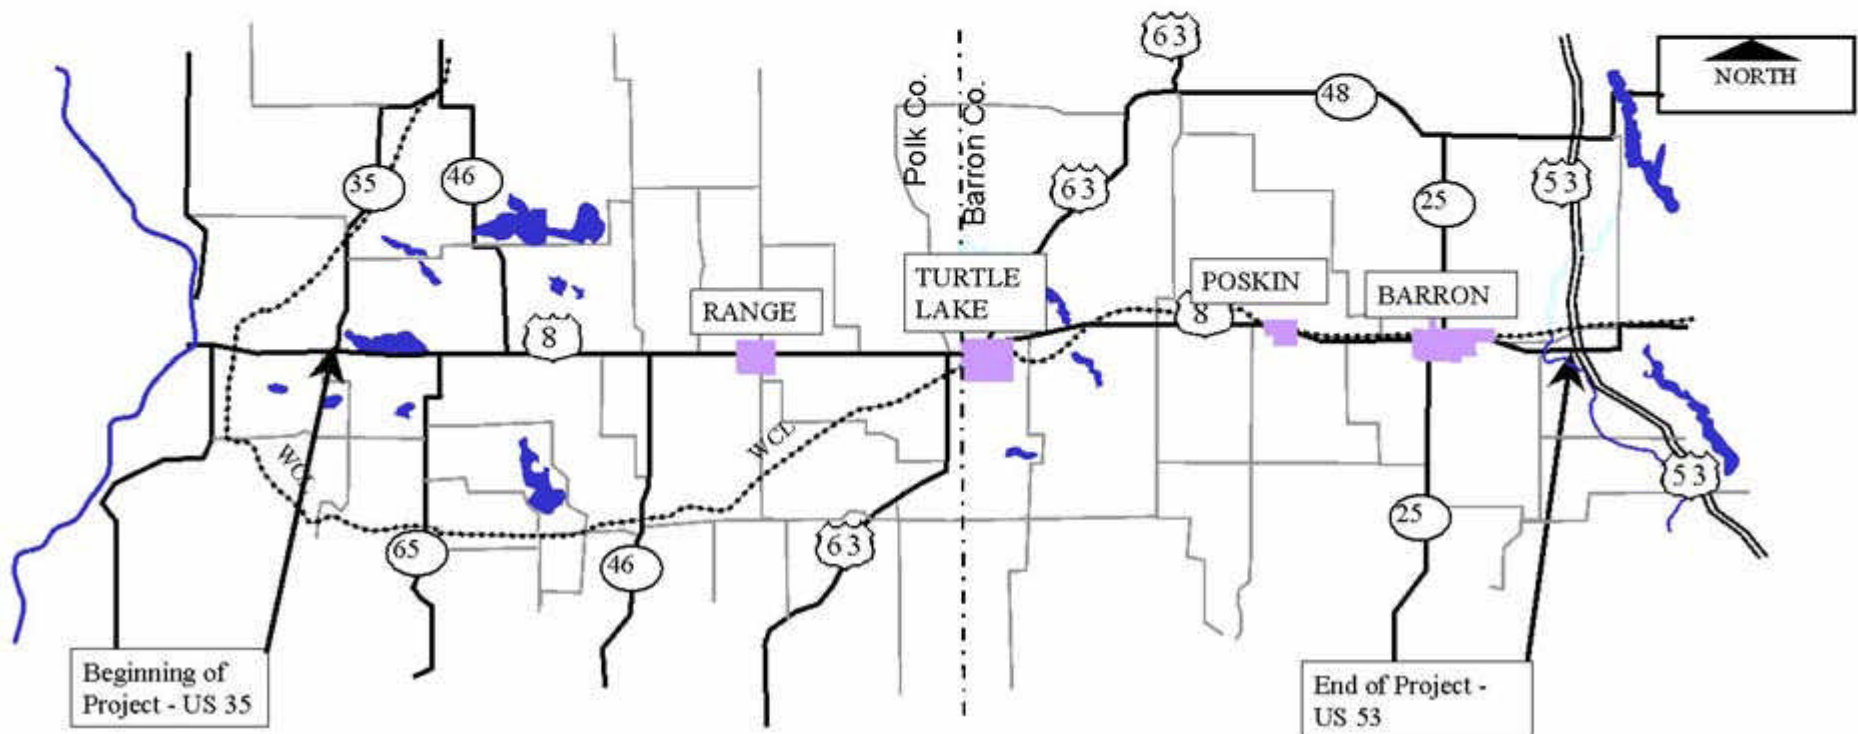 63
NORTH
48
Polk Co.
Barron Co.
35
46
63
25
53
TURTLE
LAKE
POSKIN
BARRON
RANGE
8
8
WCL
WCL
53
25
65
46
63
Beginning of
Project - US 35
End of Project -
US 53